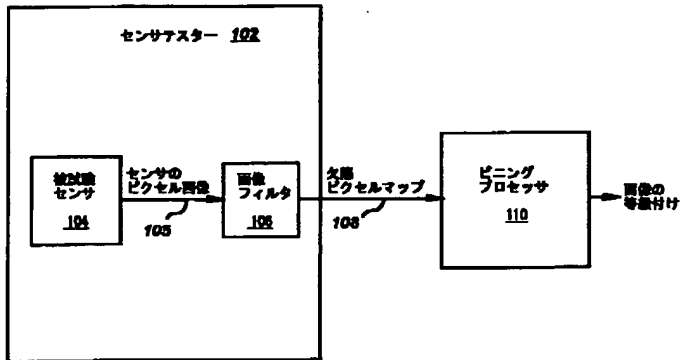 センサテスター 102
被試験
センサ
104
センサの
ピクセル画像
105
画像
フィルタ
106
欠陥
ピクセルマップ
108
ビニング
プロセッサ
110
画像の
等級付け